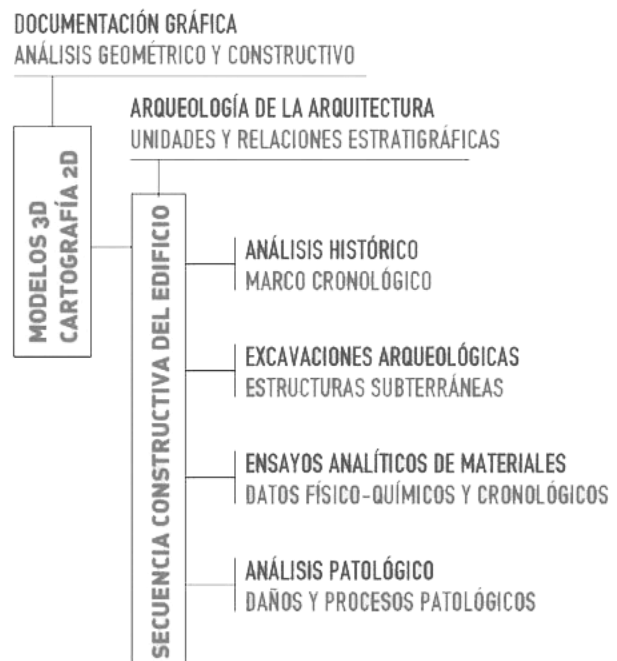 DOCUMENTACIÓN GRÁFICA
ANÁLISIS GEOMÉTRICO Y CONSTRUCTIVO
ARQUEOLOGÍA DE LA ARQUITECTURA
UNIDADES Y RELACIONES ESTRATIGRÁFICAS
MODELOS 3D
CARTOGRAFÍA 2D
SECUENCIA CONSTRUCTIVA DEL EDIFICIO
ANÁLISIS HISTÓRICO
MARCO CRONOLÓGICO
EXCAVACIONES ARQUEOLÓGICAS
ESTRUCTURAS SUBTERRÁNEAS
ENSAYOS ANALÍTICOS DE MATERIALES
DATOS FÍSICO-QUÍMICOS Y CRONOLÓGICOS
ANÁLISIS PATOLÓGICO
DAÑOS Y PROCESOS PATOLÓGICOS